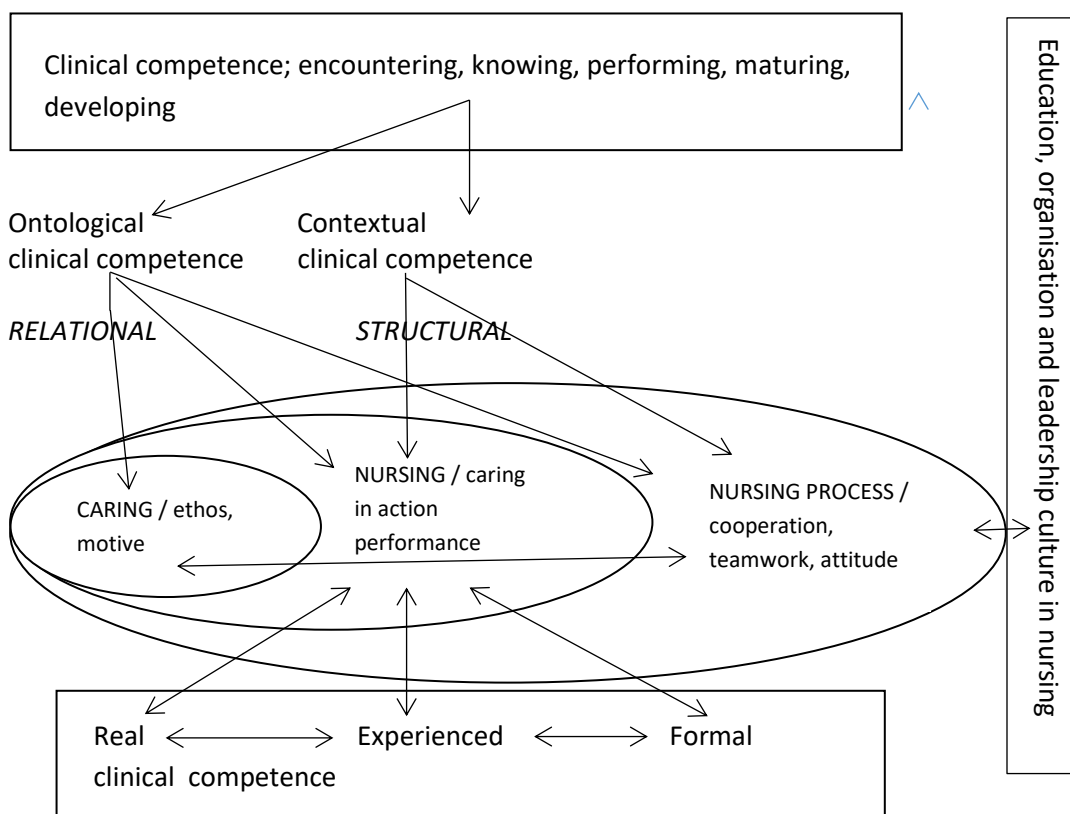 Clinical competence; encountering, knowing, performing, maturing,
developing
Ontological
clinical competence
Contextual
clinical competence
RELATIONAL
STRUCTURAL
CARING / ethos,
motive
NURSING / caring
in action
performance
NURSING PROCESS /
cooperation,
teamwork, attitude
Real
Experienced
Formal
clinical competence
Education, organisation and leadership culture in nursing